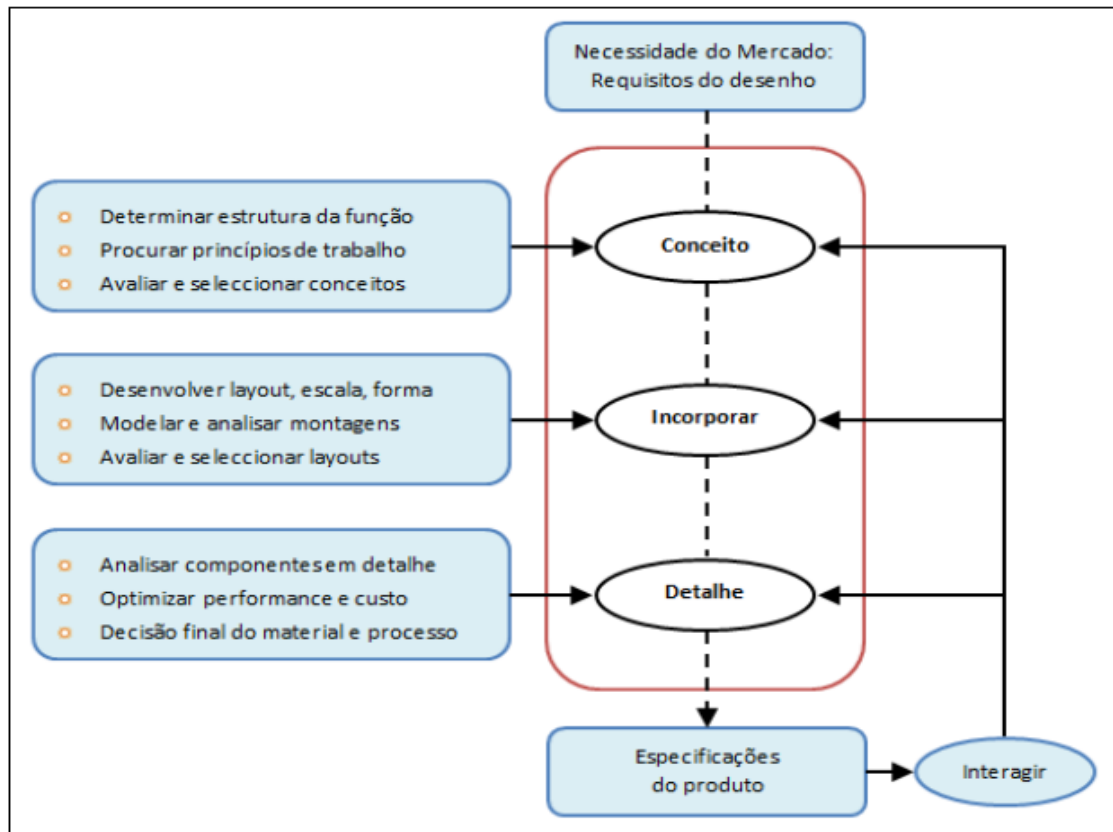 Necessidade do Mercado:
Requisitos do desenho
Determinar estrutura da função
Procurar princípios de trabalho
Avaliar e seleccionar conceitos
Conceito
Desenvolver layout, escala, forma
Modelar e analisar montagens
Avaliar e seleccionar layouts
Incorporar
Analisar componentes em detalhe
Optimizar performance e custo
Decisão final do material e processo
Detalhe
Especificações
do produto
Interagir